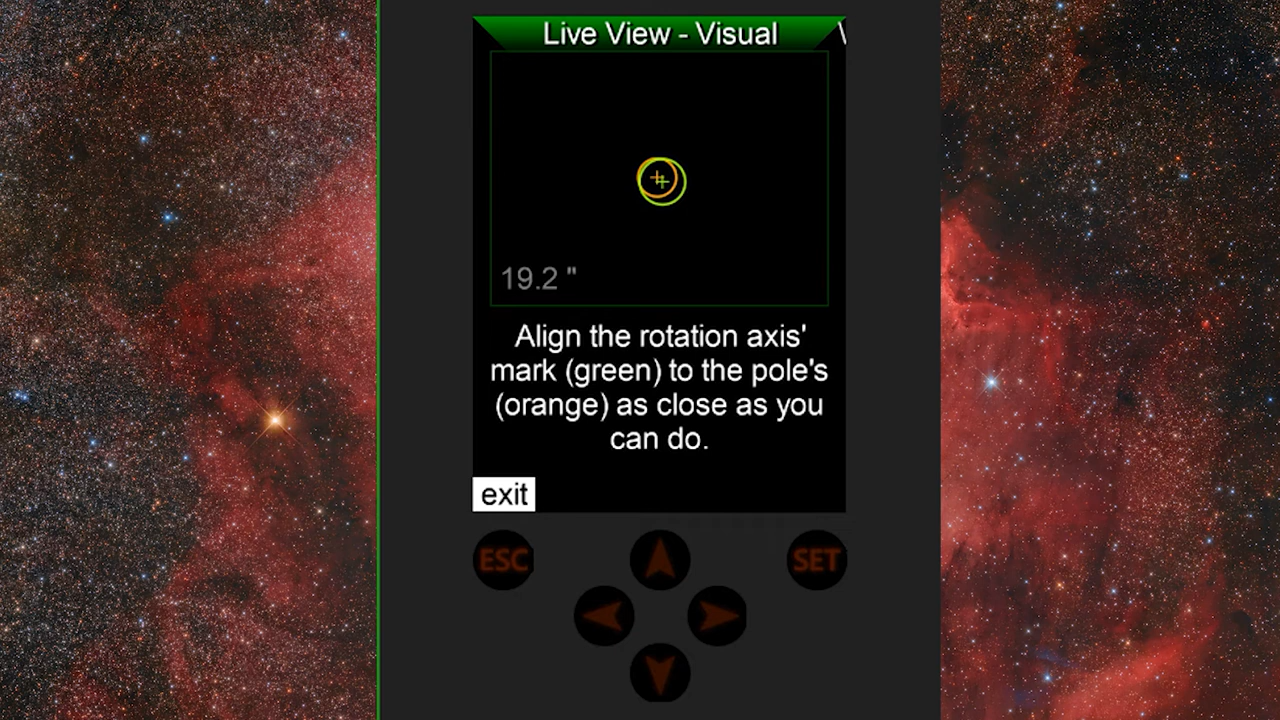 Live View - Visual
19.2 "
Align the rotation axis'
mark (green) to the pole's
(orange) as close as you
can do.
exit
ESC
SET